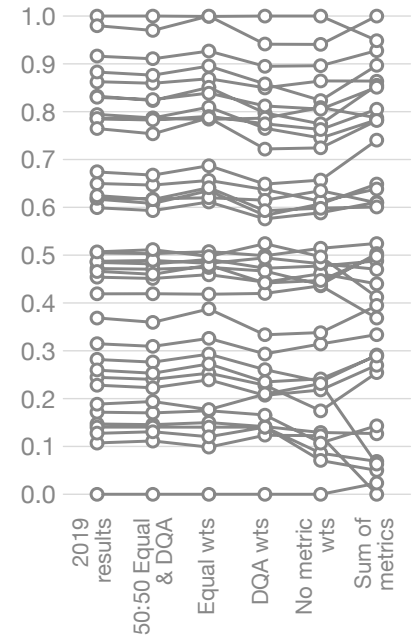 1.0
0.9
0.8
0.7
0.6
0.5
0.4
0.3
0.2
0.1
0.0
2019
results
50:50 Equal
& DQA
Equal wts
DQA wts
No metric
wts
Sum of
metrics